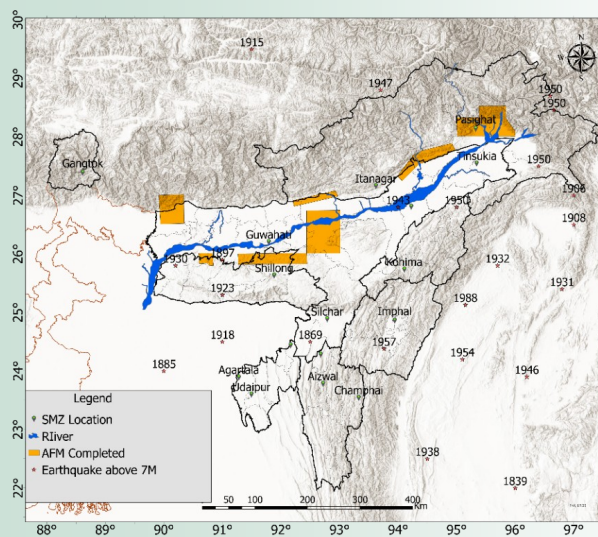 30°
1915
1947
29°
1950
1950
Pasighat
28°
Gangtok
Tinsukia
1950
Itanagar
27°
1943
1950
1906
1908
Guwahati
26°
1930
1897
Shillong
Kohima
1932
1923
1931
25°
Silchar
Imphal
1988
1918
1869
1957
1954
24°
1885
Agartala
Aizwal
1946
Udaipur
Champhai
Legend
SMZ Location
RIiver
23°
AFM Completed
Earthquake above 7M
1938
22°
1839
50 100 200 300 400
Km
88° 89° 90° 91° 92° 93° 94° 95° 96° 97°